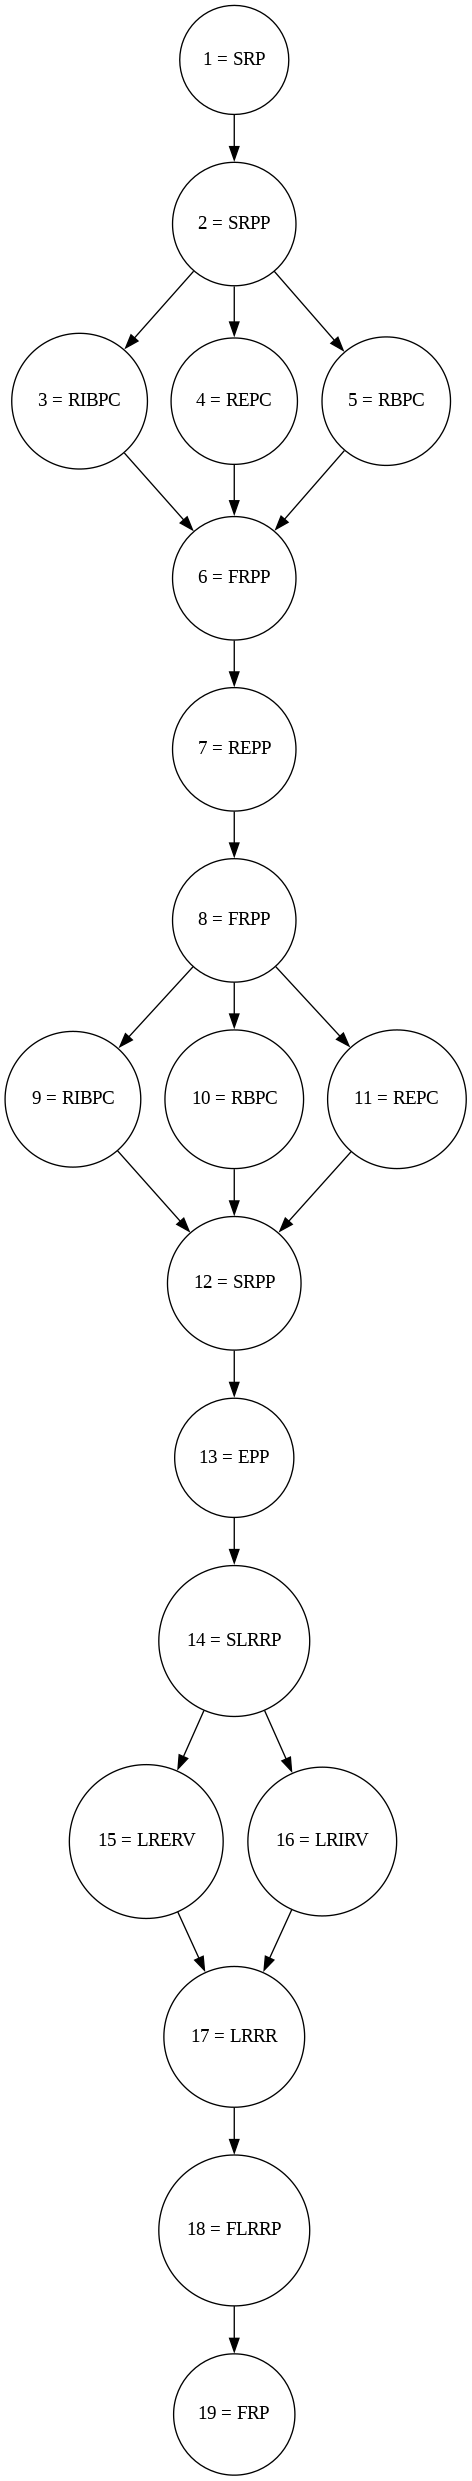 1 = SRP
2 = SRPP
3 = RIBPC
4 = REPC
5 = RBPC
6 = FRPP
7 = REPP
8 = FRPP
9 = RIBPC
10 = RBPC
11 = REPC
12 = SRPP
13 = EPP
14 = SLRRP
15 = LRERV
16 = LRIRV
17 = LRRR
18 = FLRRP
19 = FRP